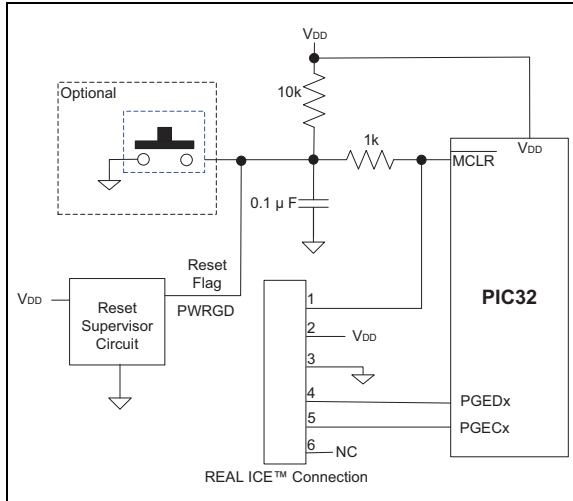 VDD
Optional
10k
1k
VDD
MCLR
0.1 µ F
Reset
Flag
PWRGD
VDD
Reset
Supervisor
Circuit
PIC32
1
2
VDD
3
4
PGEDx
5
PGECx
6
NC
REAL ICE™ Connection